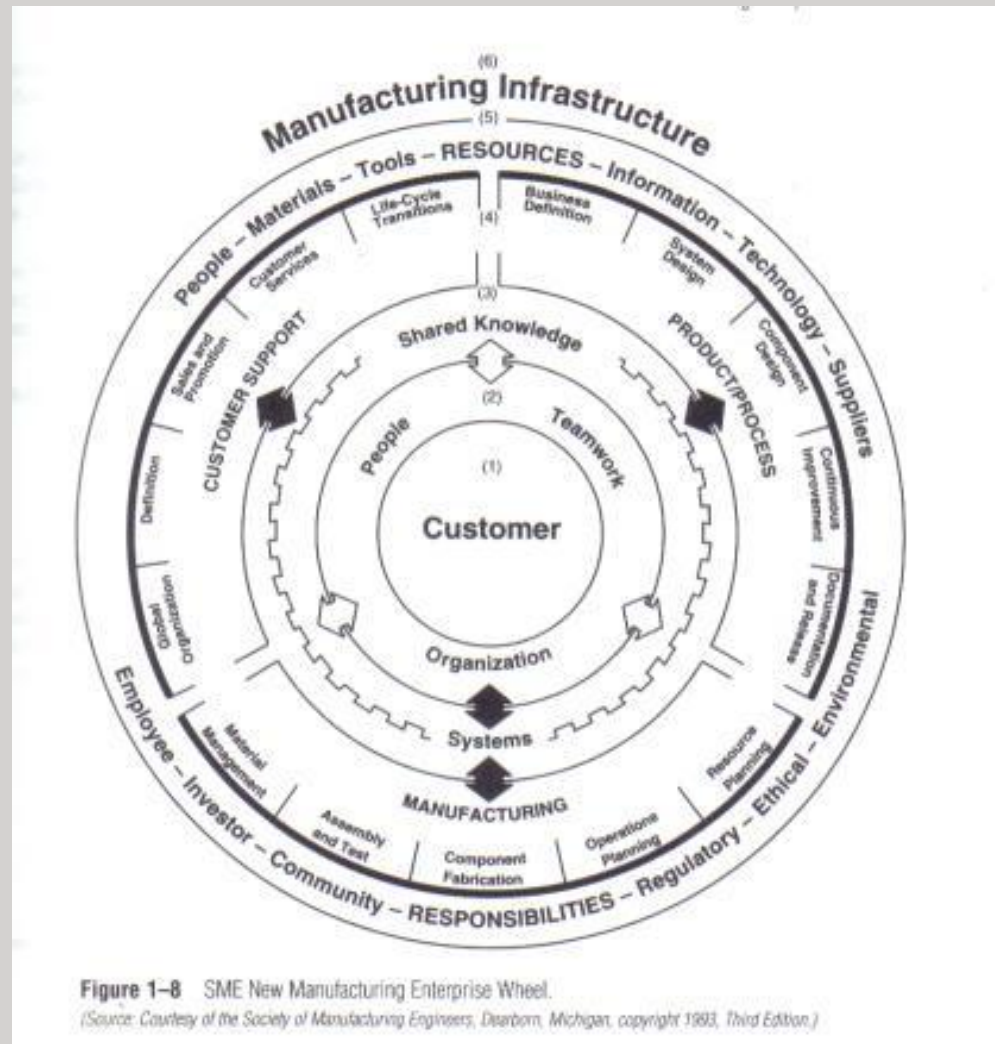 (6)
Manufacturing Infrastructure
(5)
People – Materials – Tools – RESOURCES – Information – Technology – Suppliers
(4)
Life-Cycle
Transitions
Business
Definition
Customer
Services
System
Design
Sales and
Promotion
Component
Design
Definition
Continuous
Improvement
Global
Organization
Documentation
and Release
CUSTOMER SUPPORT
PRODUCT/PROCESS
(3)
Shared Knowledge
(2)
People
Teamwork
(1)
Customer
Organization
Systems
MANUFACTURING
Material
Management
Assembly
and Test
Component
Fabrication
Operations
Planning
Resource
Planning
Employee – Investor – Community – RESPONSIBILITIES – Regulatory – Ethical – Environmental
Figure 1–8 SME New Manufacturing Enterprise Wheel.
(Source: Courtesy of the Society of Manufacturing Engineers, Dearborn, Michigan, copyright 1993, Third Edition.)